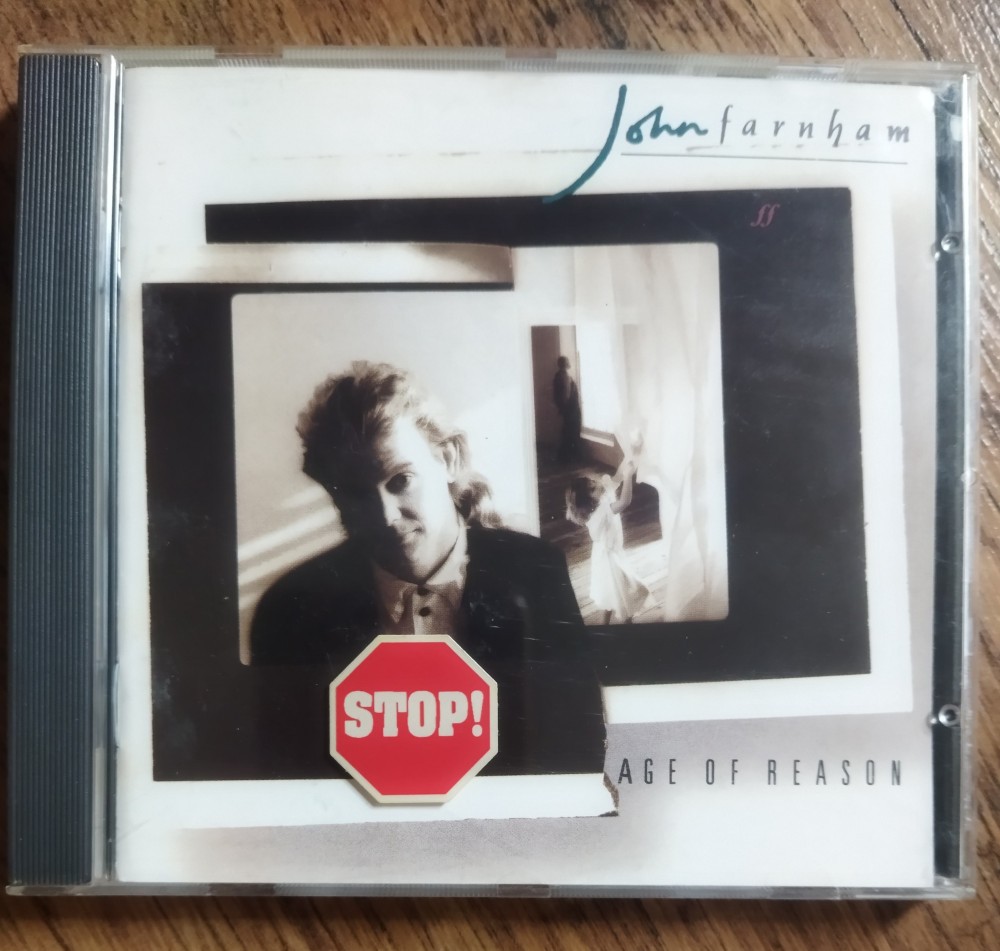 John farnham
ff
STOP!
AGE OF REASON